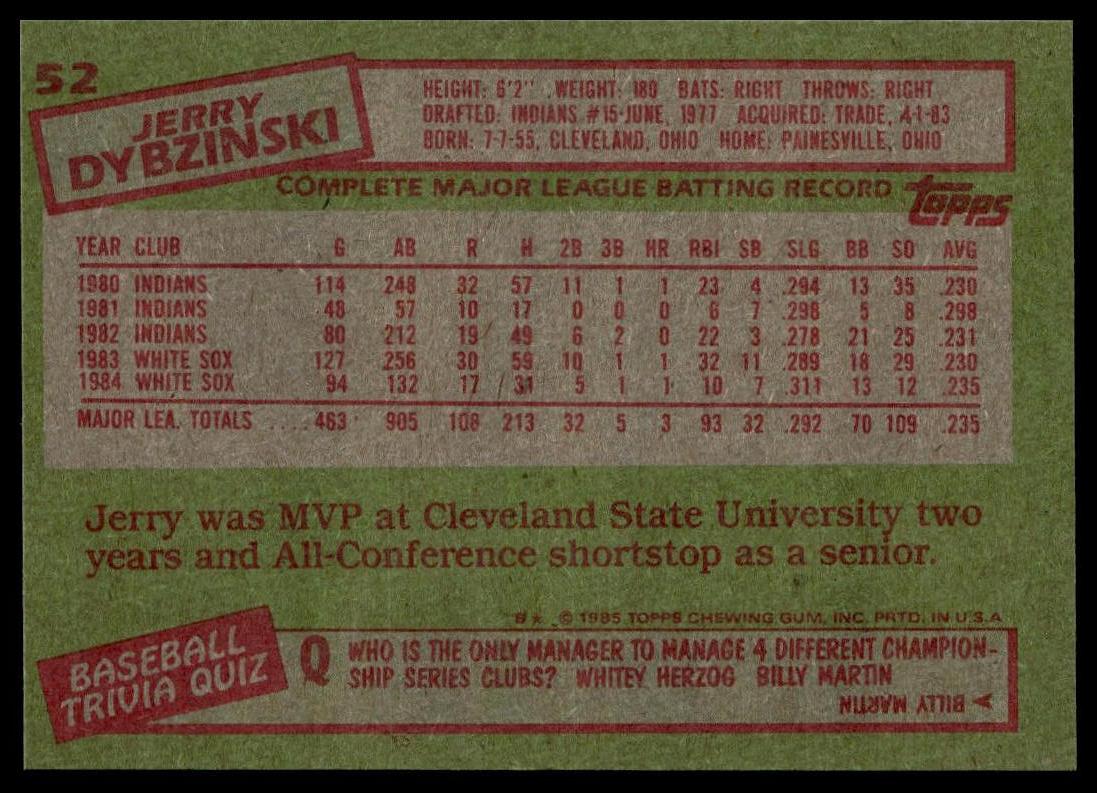 52
JERRY
DYBZINSKI
HEIGHT: 6'2" WEIGHT: 180 BATS: RIGHT THROWS: RIGHT
DRAFTED: INDIANS #15-JUNE, 1977 ACQUIRED: TRADE, 4-1-83
BORN: 7-7-55, CLEVELAND, OHIO HOME: PAINESVILLE, OHIO
COMPLETE MAJOR LEAGUE BATTING RECORD topps
YEAR CLUB G AB R H 2B 3B HR RBI SB SLG BB SO AVG
1980 INDIANS 114 248 32 57 11 1 1 23 4 .294 13 35 .230
1981 INDIANS 48 57 10 17 0 0 0 6 7 .298 5 8 .298
1982 INDIANS 80 212 19 49 6 2 0 22 3 .278 21 25 .231
1983 WHITE SOX 127 256 30 59 10 1 1 32 11 .289 18 29 .230
1984 WHITE SOX 94 132 17 31 5 1 1 10 7 .311 13 12 .235
MAJOR LEA. TOTALS ....463 905 108 213 32 5 3 93 32 .292 70 109 .235
Jerry was MVP at Cleveland State University two
years and All-Conference shortstop as a senior.
B* © 1985 TOPPS CHEWING GUM, INC. PRTD. IN U.S.A
BASEBALL
TRIVIA QUIZ
Q WHO IS THE ONLY MANAGER TO MANAGE 4 DIFFERENT CHAMPION-
SHIP SERIES CLUBS? WHITEY HERZOG BILLY MARTIN
BILLY MARTIN